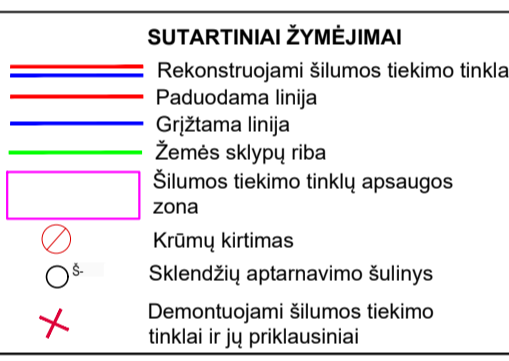 SUTARTINIAI ŽYMĖJIMAI
Rekonstruojami šilumos tiekimo tinkla
Paduodama linija
Grįžtama linija
Žemės sklypų riba
Šilumos tiekimo tinklų apsaugos
zona
Krūmų kirtimas
Š-
Sklendžių aptarnavimo šulinys
Demontuojami šilumos tiekimo
tinklai ir jų priklausiniai